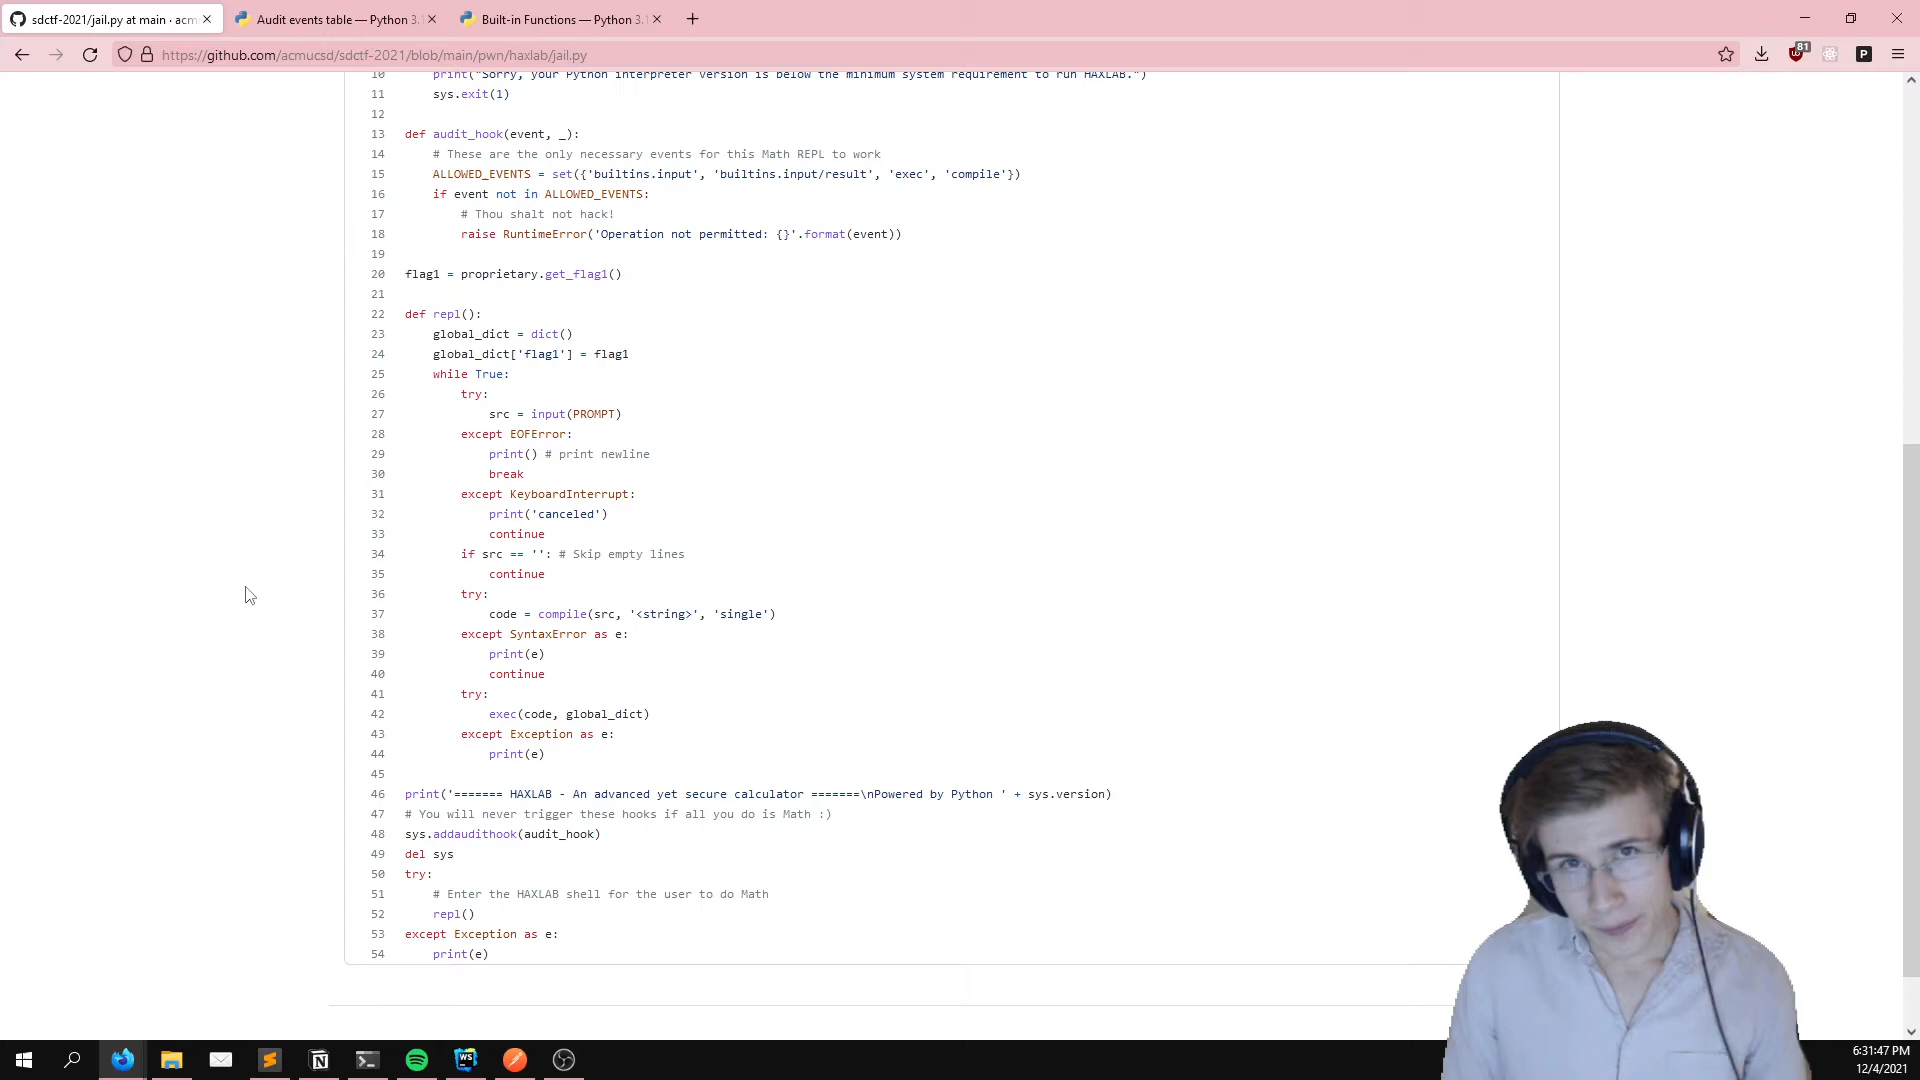 sdctf-2021/jail.py at main · acm
Audit events table — Python 3.1
Built-in Functions — Python 3.1
https://github.com/acmucsd/sdctf-2021/blob/main/pwn/haxlab/jail.py
81
10 print("Sorry, your Python interpreter version is below the minimum system requirement to run HAXLAB.")
11 sys.exit(1)
12
13 def audit_hook(event, _):
14 # These are the only necessary events for this Math REPL to work
15 ALLOWED_EVENTS = set({'builtins.input', 'builtins.input/result', 'exec', 'compile'})
16 if event not in ALLOWED_EVENTS:
17 # Thou shalt not hack!
18 raise RuntimeError('Operation not permitted: {}'.format(event))
19
20 flag1 = proprietary.get_flag1()
21
22 def repl():
23 global_dict = dict()
24 global_dict['flag1'] = flag1
25 while True:
26 try:
27 src = input(PROMPT)
28 except EOFError:
29 print() # print newline
30 break
31 except KeyboardInterrupt:
32 print('canceled')
33 continue
34 if src == '': # Skip empty lines
35 continue
36 try:
37 code = compile(src, '<string>', 'single')
38 except SyntaxError as e:
39 print(e)
40 continue
41 try:
42 exec(code, global_dict)
43 except Exception as e:
44 print(e)
45
46 print('======= HAXLAB - An advanced yet secure calculator =======\nPowered by Python ' + sys.version)
47 # You will never trigger these hooks if all you do is Math :)
48 sys.addaudithook(audit_hook)
49 del sys
50 try:
51 # Enter the HAXLAB shell for the user to do Math
52 repl()
53 except Exception as e:
54 print(e)
WS
6:31:47 PM
12/4/2021